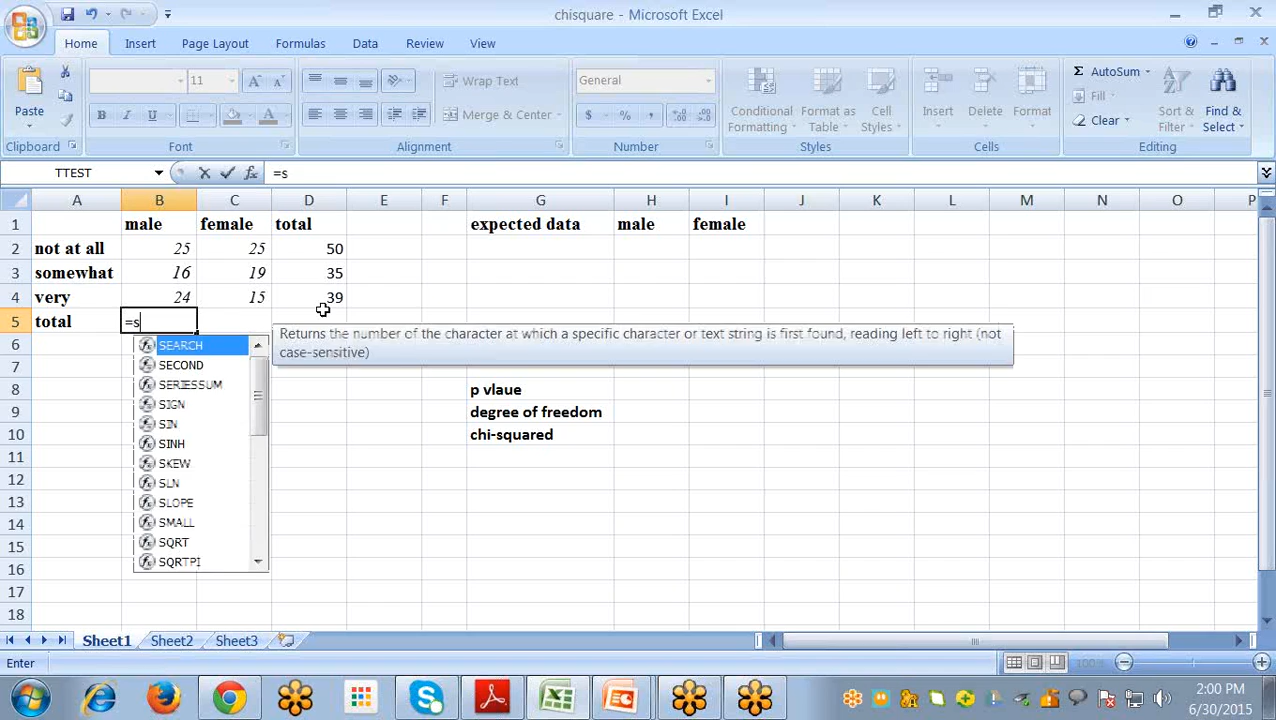 chisquare - Microsoft Excel
Home Insert Page Layout Formulas Data Review View
Paste
11
Wrap Text
Merge & Center
General
$ % ,
Conditional Formatting
Format as Table
Cell Styles
Insert
Delete
Format
Σ AutoSum
Fill
Clear
Sort & Filter
Find & Select
Clipboard Font Alignment Number Styles Cells Editing
TTEST =s
A B C D E F G H I J K L M N O P
1 male female total expected data male female
2 not at all 25 25 50
3 somewhat 16 19 35
4 very 24 15 39
5 total =s
6 SEARCH
Returns the number of the character at which a specific character or text string is first found, reading left to right (not
case-sensitive)
7 SECOND
SERIESSUM
8 p vlaue
SIGN
9 degree of freedom
SIN
10 chi-squared
SINH
11 SKEW
12 SLN
13 SLOPE
14 SMALL
15 SQRT
16 SQRTPI
17
18
Sheet1 Sheet2 Sheet3
Enter 100%
2:00 PM
6/30/2015